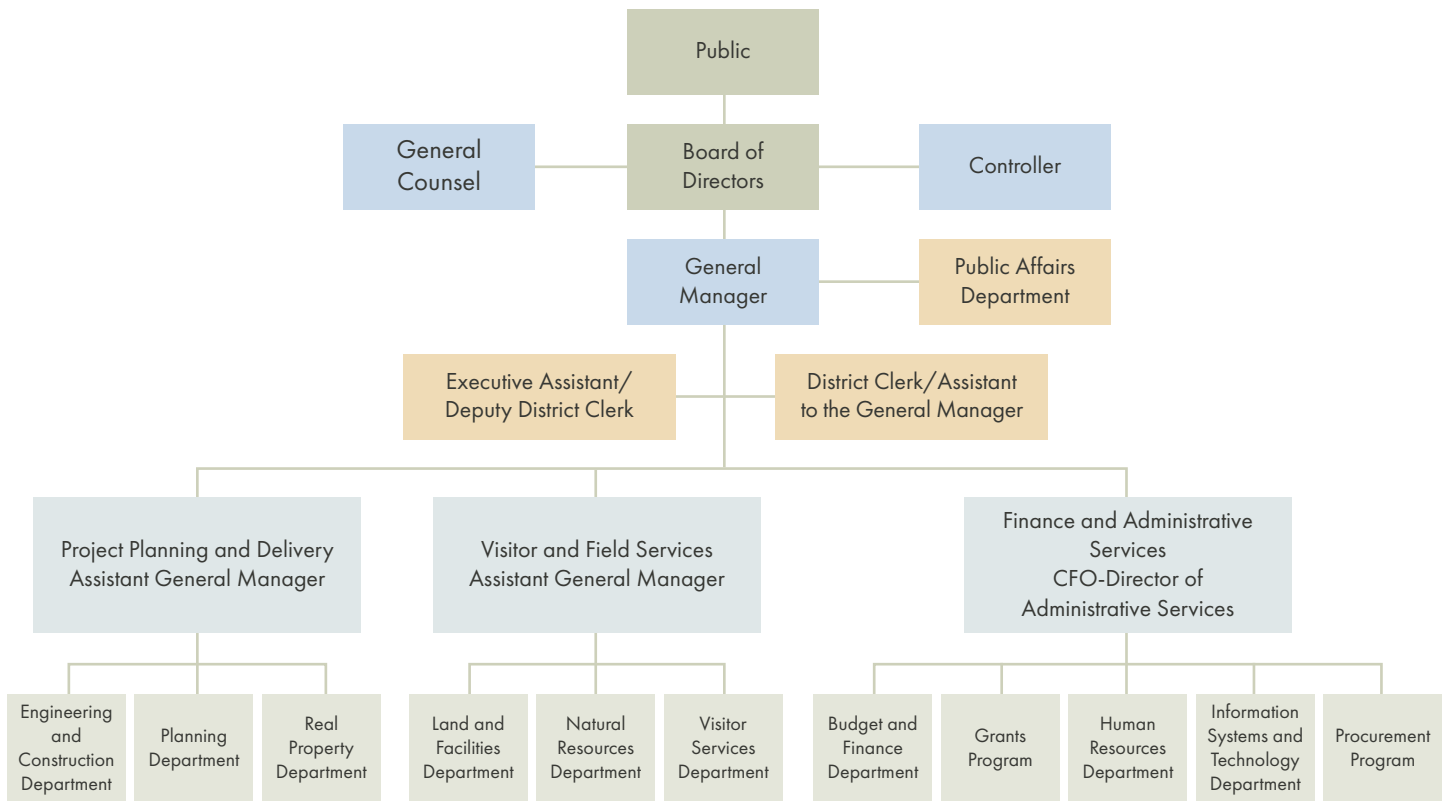 Public
General
Counsel
Board of
Directors
Controller
General
Manager
Public Affairs
Department
Executive Assistant/
Deputy District Clerk
District Clerk/Assistant
to the General Manager
Project Planning and Delivery
Assistant General Manager
Visitor and Field Services
Assistant General Manager
Finance and Administrative
Services
CFO-Director of
Administrative Services
Engineering
and
Construction
Department
Planning
Department
Real
Property
Department
Land and
Facilities
Department
Natural
Resources
Department
Visitor
Services
Department
Budget and
Finance
Department
Grants
Program
Human
Resources
Department
Information
Systems and
Technology
Department
Procurement
Program